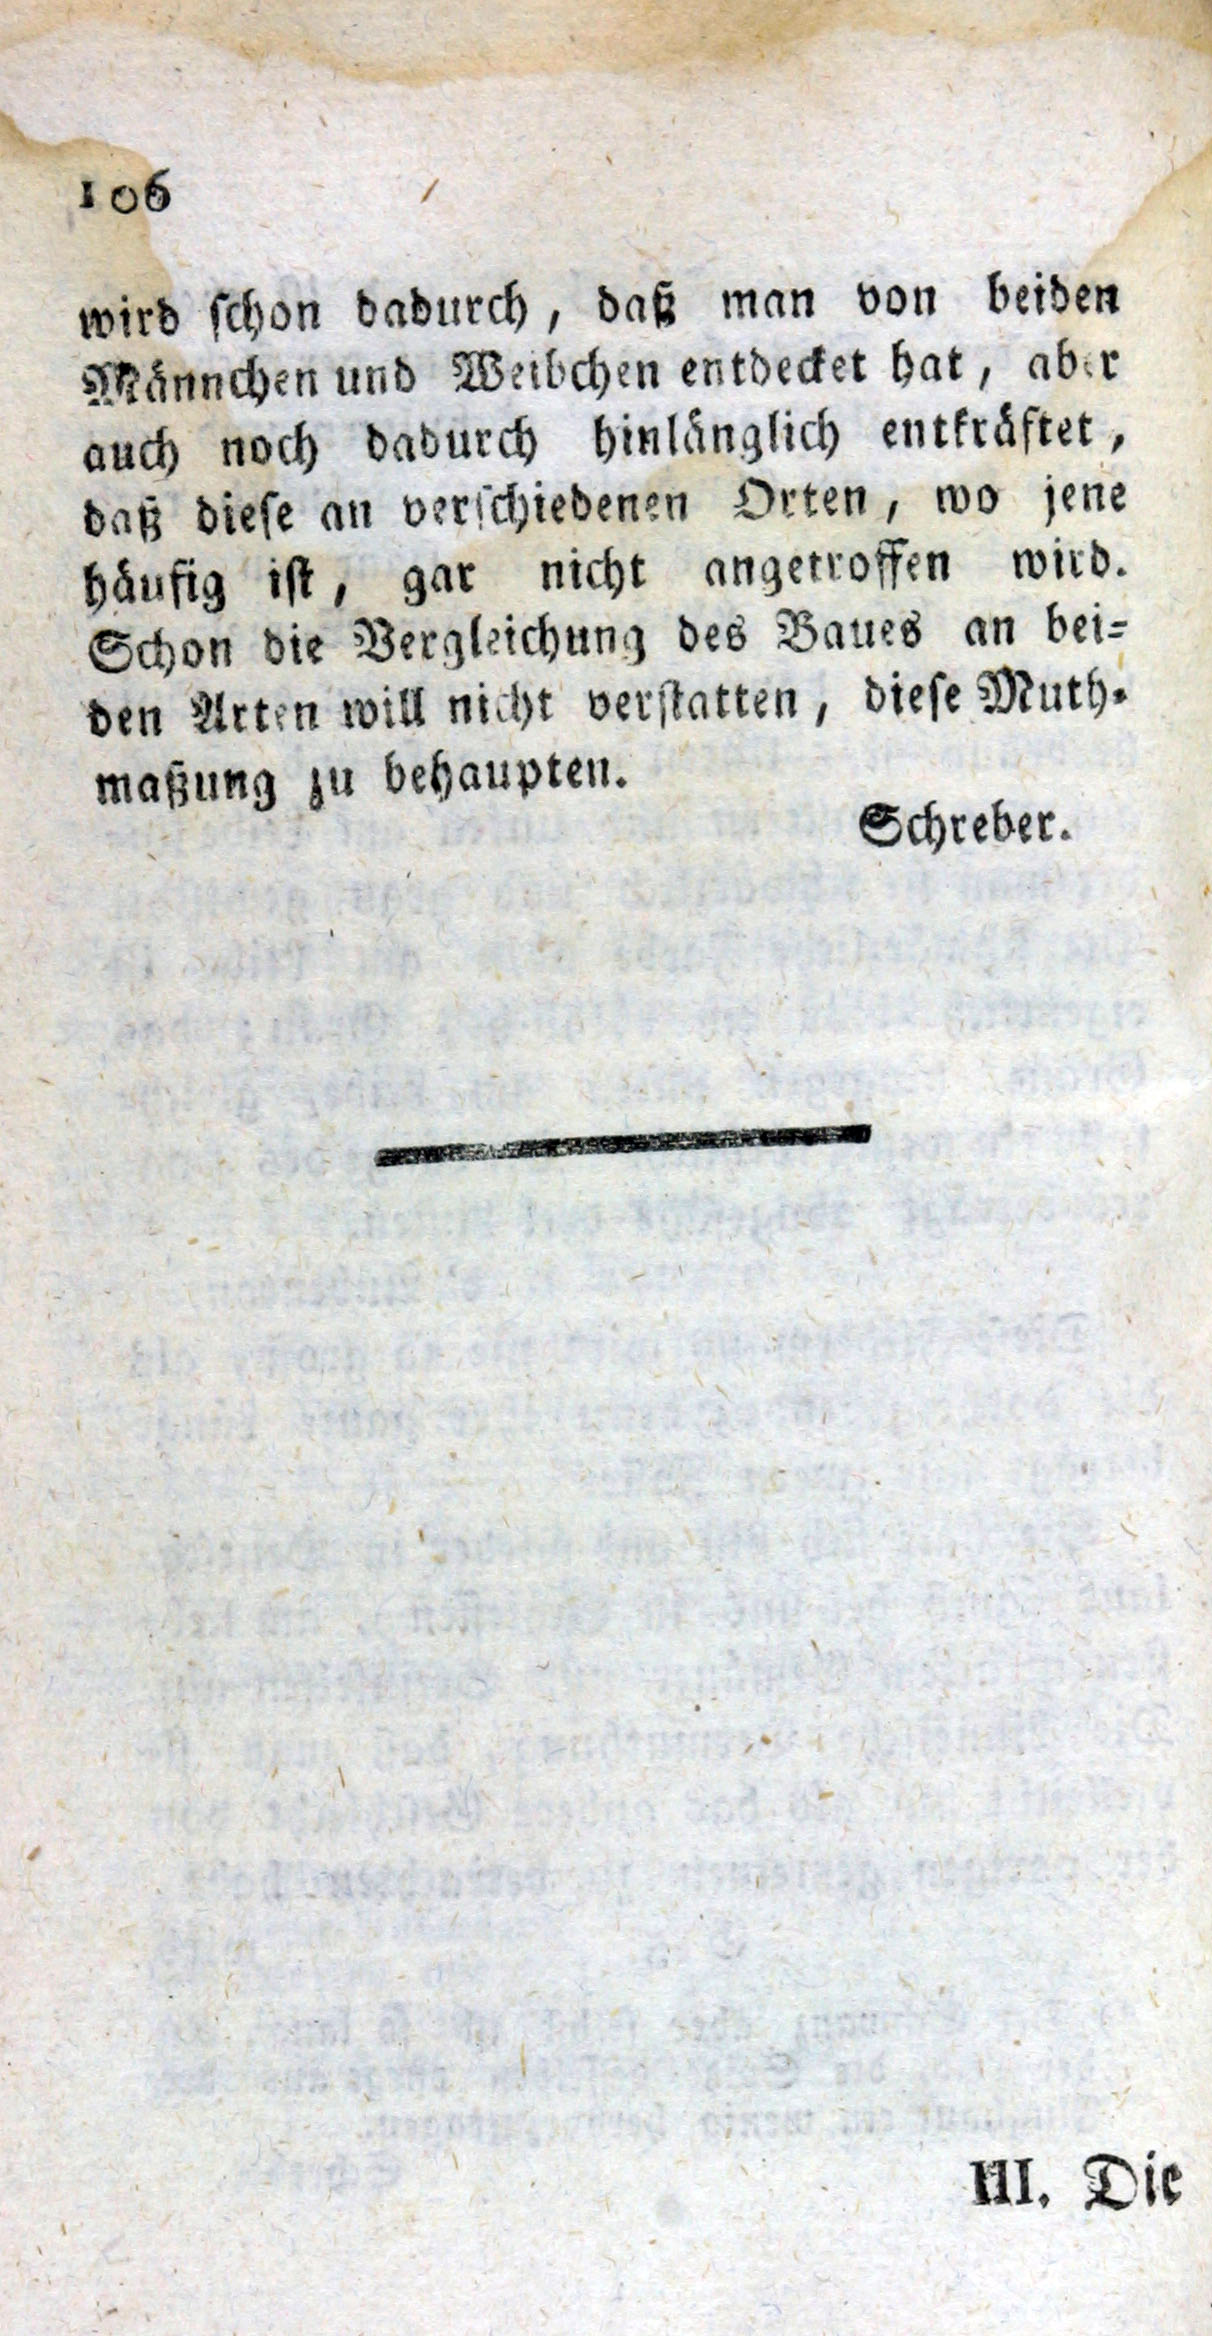 106
wird ſchon dadurch, daß man von beiden
Männchen und Weibchen entdecket hat, aber
auch noch dadurch hinlänglich entkräftet,
daß dieſe an verſchiedenen Orten, wo jene
häufig iſt, gar nicht angetroffen wird.
Schon die Vergleichung des Baues an bei-
den Arten will nicht verſtatten, dieſe Muth-
maßung zu behaupten.
Schreber.
III. Die